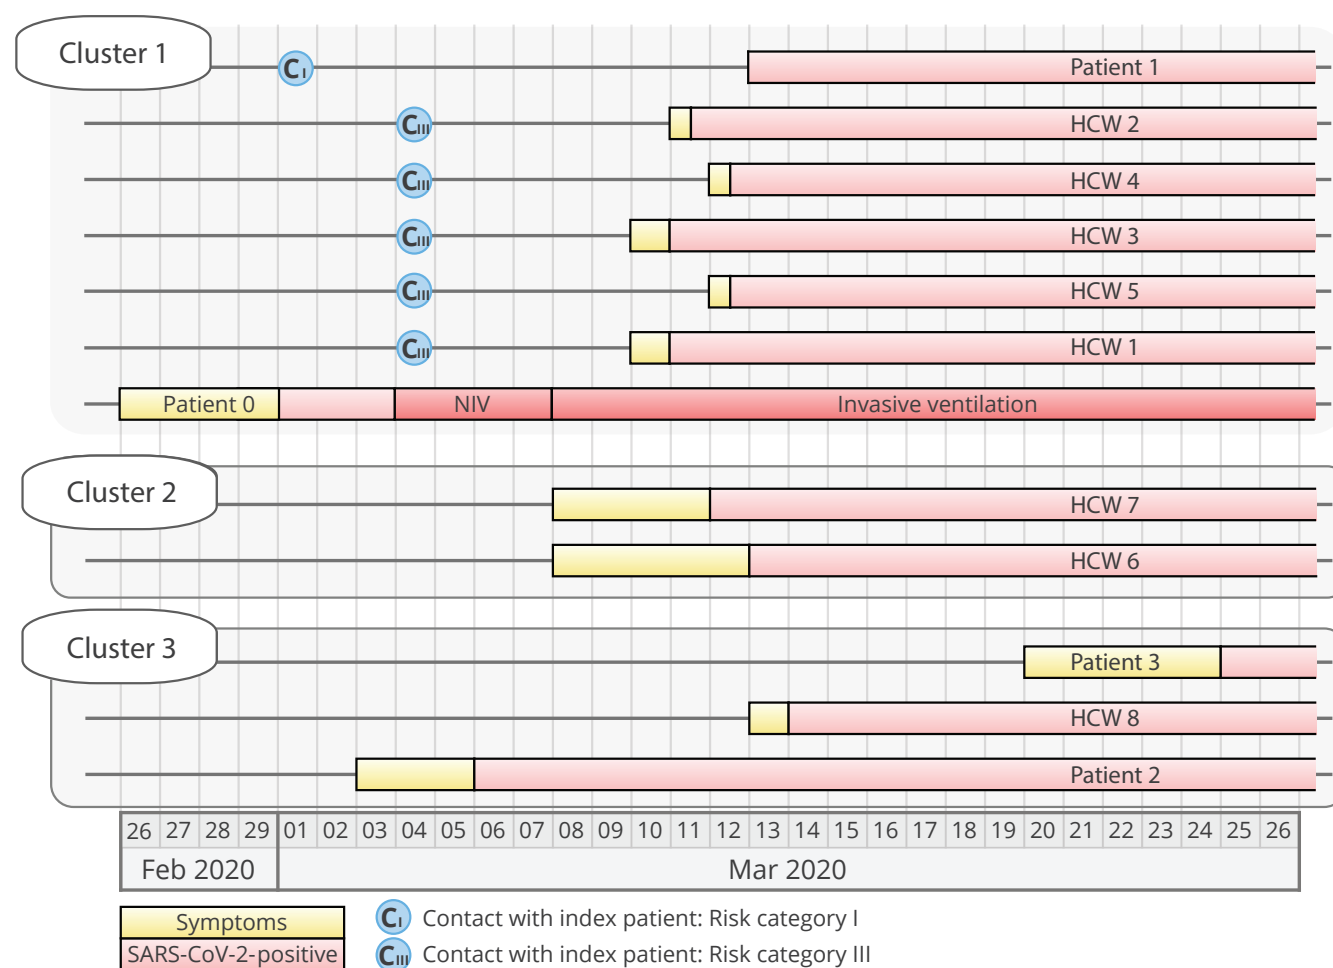 Cluster 1
CI
Patient 1
CIII
HCW 2
CIII
HCW 4
CIII
HCW 3
CIII
HCW 5
CIII
HCW 1
Patient 0
NIV
Invasive ventilation
Cluster 2
HCW 7
HCW 6
Cluster 3
Patient 3
HCW 8
Patient 2
26 27 28 29 01 02 03 04 05 06 07 08 09 10 11 12 13 14 15 16 17 18 19 20 21 22 23 24 25 26
Feb 2020 Mar 2020
Symptoms
CI Contact with index patient: Risk category I
SARS-CoV-2-positive
CIII Contact with index patient: Risk category III